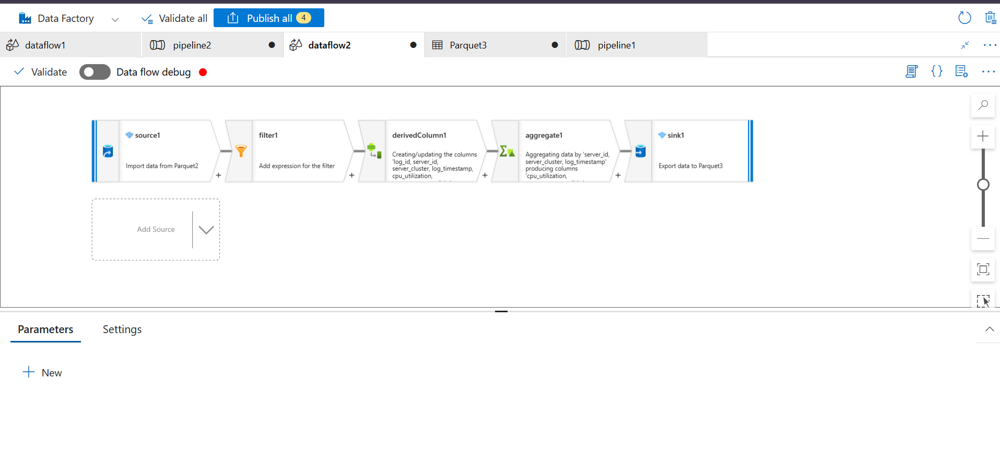 Data Factory
Validate all
Publish all 4
dataflow1
pipeline2
dataflow2
Parquet3
pipeline1
Validate
Data flow debug
source1
Import data from Parquet2
+
filter1
Add expression for the filter
+
derivedColumn1
Creating/updating the columns
'log_id, server_id,
server_cluster, log_timestamp,
cpu_utilization,
+
aggregate1
Aggregating data by 'server_id,
server_cluster, log_timestamp'
producing columns
'cpu_utilization,
+
sink1
Export data to Parquet3
Add Source
Parameters
Settings
New